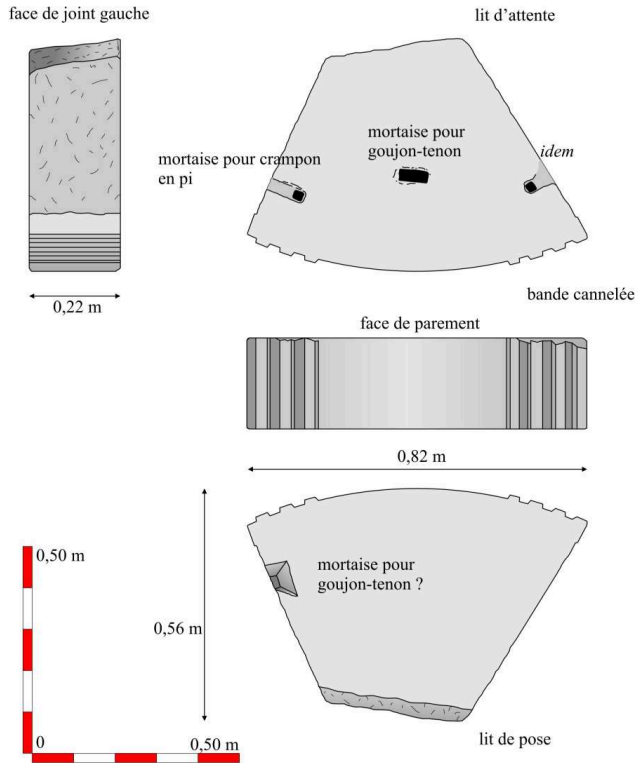 face de joint gauche
lit d’attente
mortaise pour
goujon-tenon
idem
mortaise pour crampon
en pi
0,22 m
bande cannelée
face de parement
0,82 m
0,50 m
mortaise pour
goujon-tenon ?
0,56 m
lit de pose
0
0,50 m